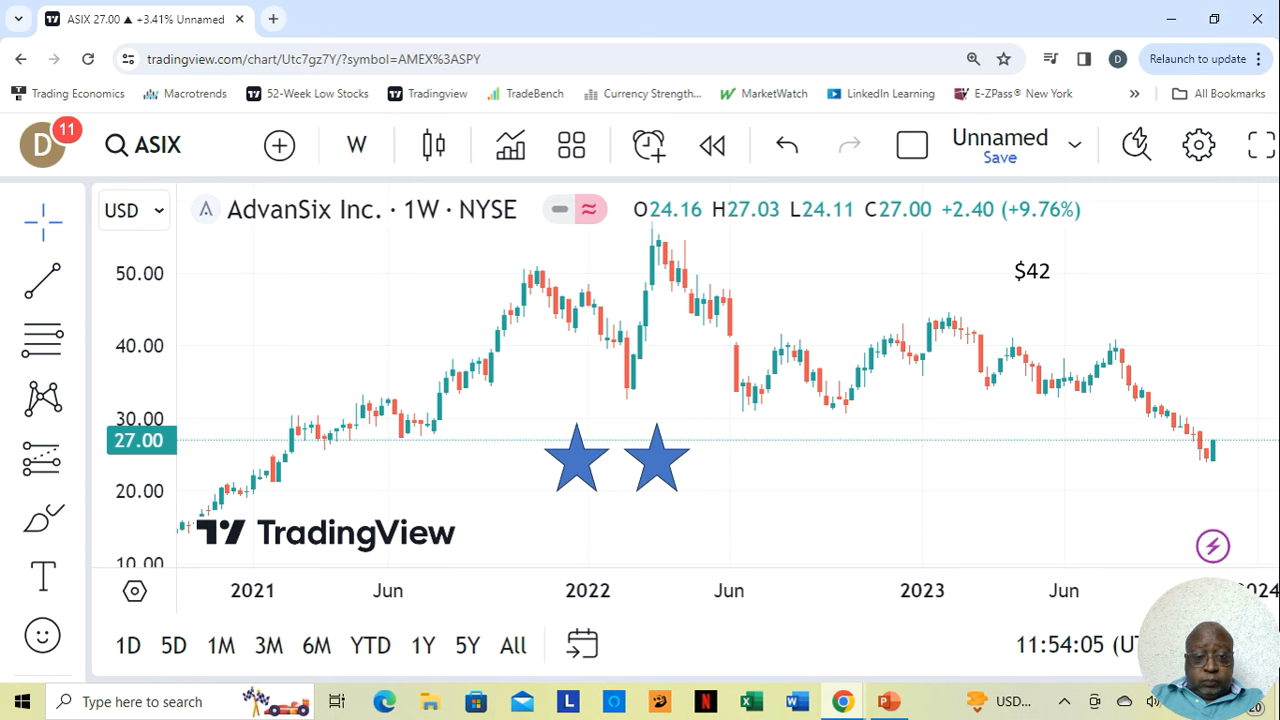 ASIX 27.00 ▲ +3.41% Unnamed
tradingview.com/chart/Utc7gz7Y/?symbol=AMEX%3ASPY
D
Relaunch to update
Trading Economics
Macrotrends
52-Week Low Stocks
Tradingview
TradeBench
Currency Strength...
MarketWatch
LinkedIn Learning
E-ZPass® New York
»
All Bookmarks
D
11
ASIX
W
Unnamed
Save
USD
AdvanSix Inc. · 1W · NYSE
O24.16 H27.03 L24.11 C27.00 +2.40 (+9.76%)
$42
50.00
40.00
30.00
27.00
20.00
10.00
TradingView
2021
Jun
2022
Jun
2023
Jun
1D
5D
1M
3M
6M
YTD
1Y
5Y
All
11:54:05 (UT
Type here to search
USD...